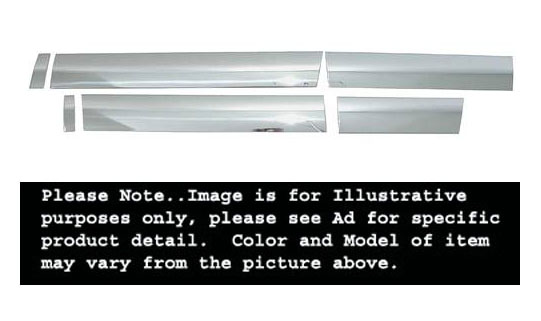 Please Note..Image is for Illustrative
purposes only, please see Ad for specific
product detail.  Color and Model of item
may vary from the picture above.